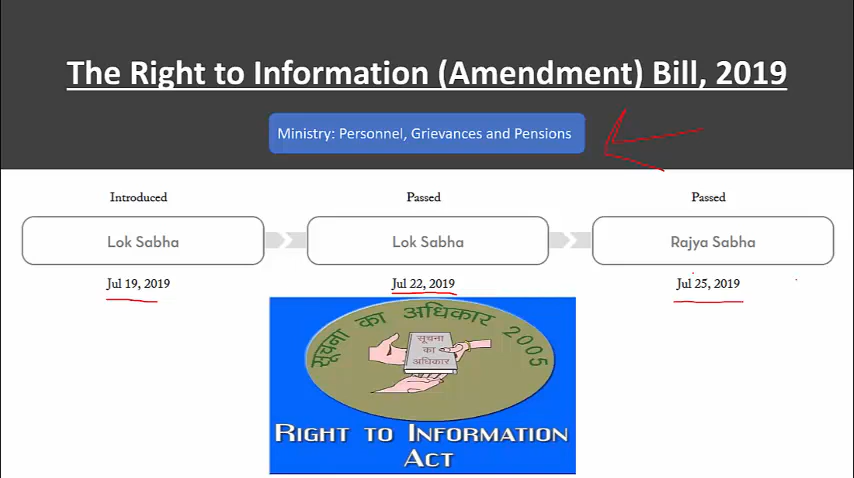 The Right to Information (Amendment) Bill, 2019
Ministry: Personnel, Grievances and Pensions
Introduced
Passed
Passed
Lok Sabha
Lok Sabha
Rajya Sabha
Jul 19, 2019
Jul 22, 2019
Jul 25, 2019
सूचना का अधिकार 2005
सूचना
का
अधिकार
RIGHT TO INFORMATION
ACT